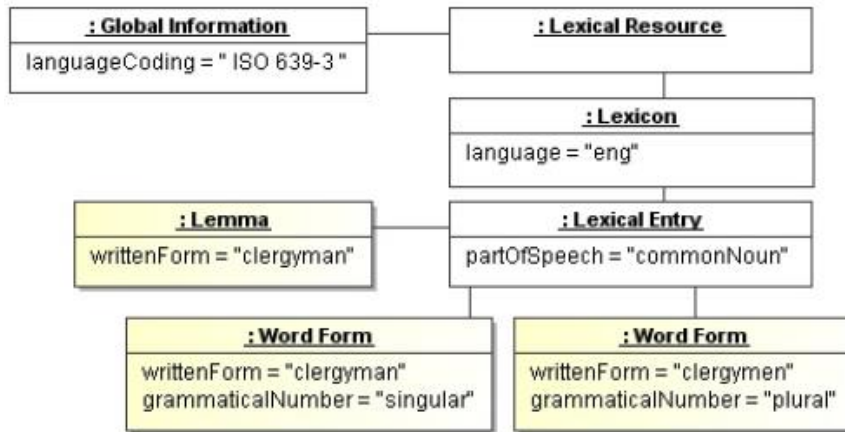 : Global Information
languageCoding = " ISO 639-3 "
: Lexical Resource
: Lexicon
language = "eng"
: Lemma
writtenForm = "clergyman"
: Lexical Entry
partOfSpeech = "commonNoun"
: Word Form
writtenForm = "clergyman"
grammaticalNumber = "singular"
: Word Form
writtenForm = "clergymen"
grammaticalNumber = "plural"